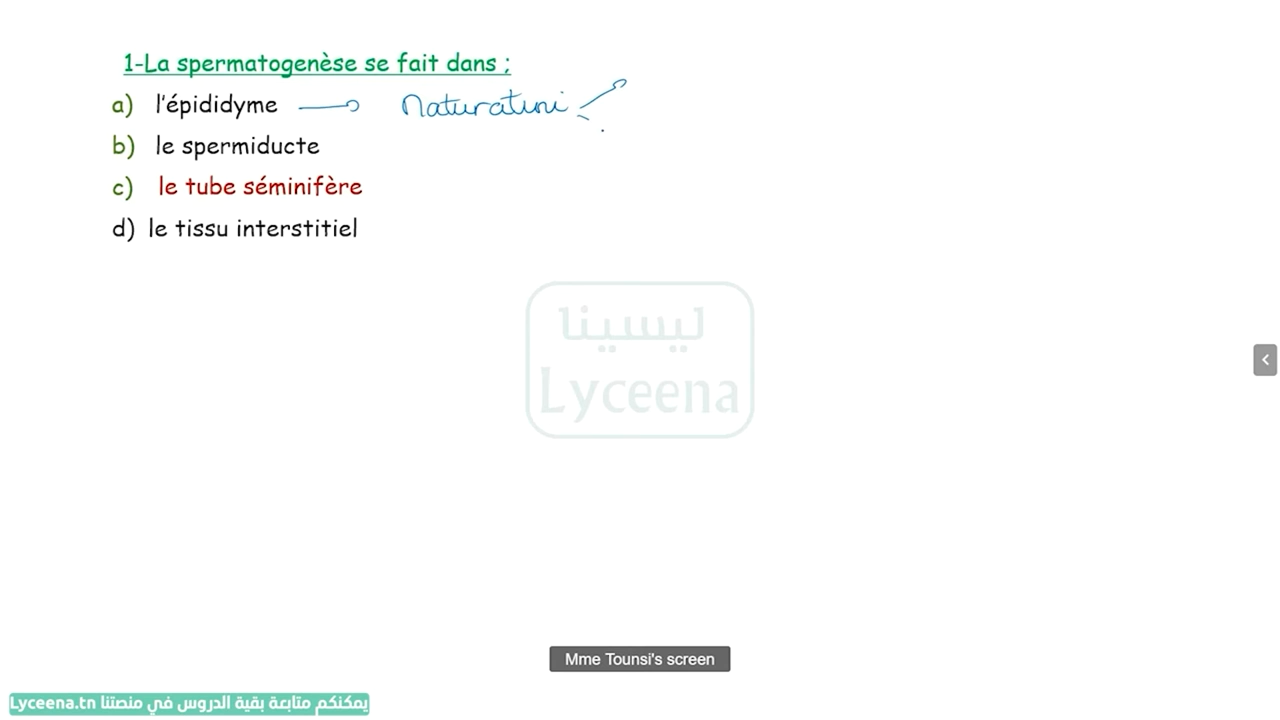 1-La spermatogenèse se fait dans ;
a) l'épididyme Maturation
b) le spermiducte
c) le tube séminifère
d) le tissu interstitiel
ليسينا
Lyceena
Mme Tounsi's screen
يمكنكم متابعة بقية الدروس في منصتنا Lyceena.tn